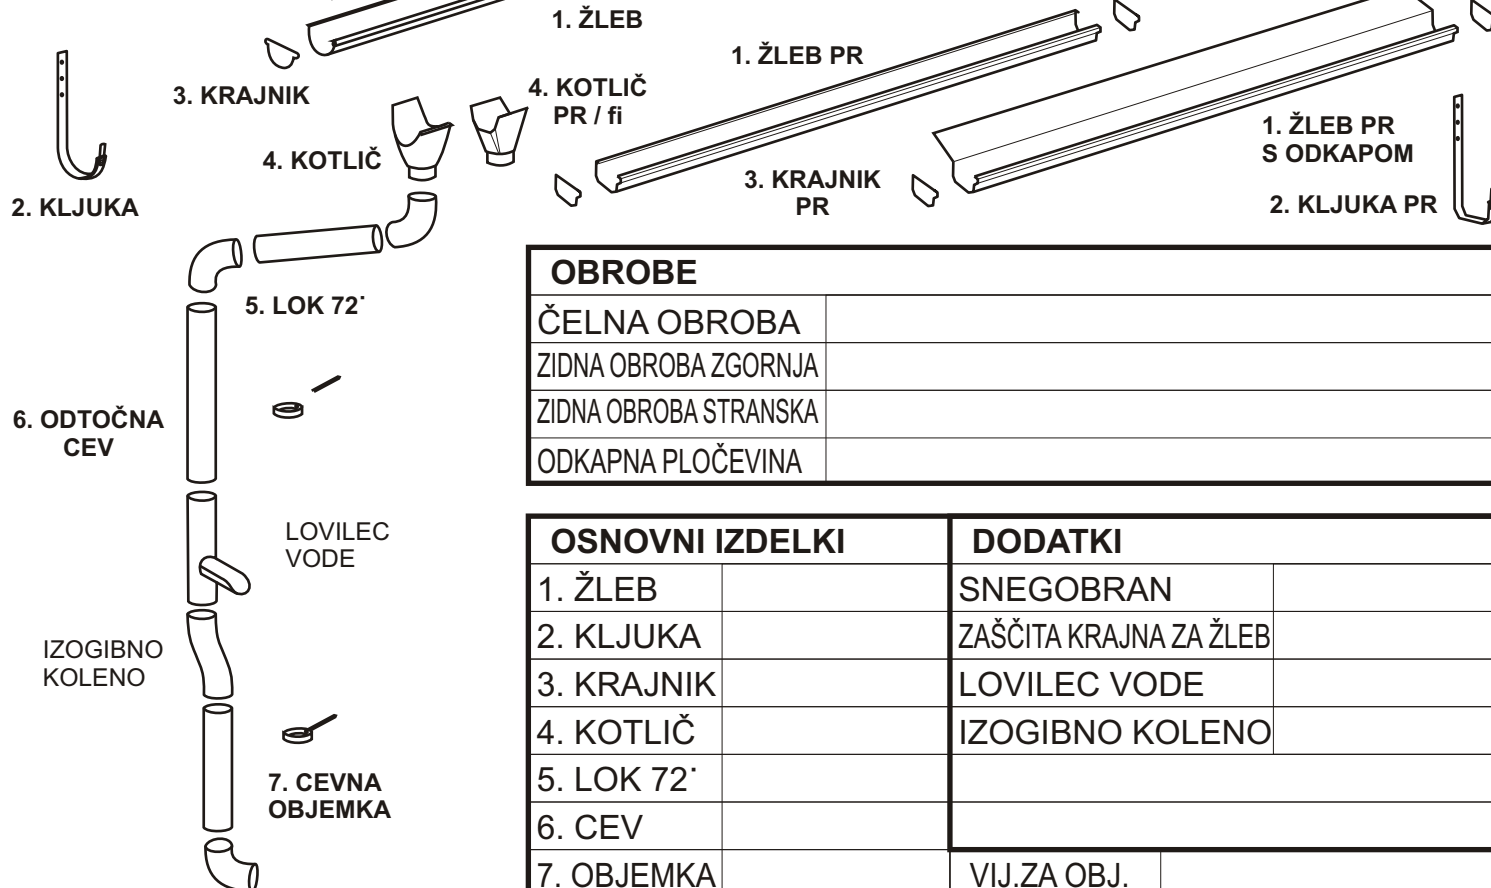 1. ŽLEB
1. ŽLEB PR
3. KRAJNIK
4. KOTLIČ
PR / fi
4. KOTLIČ
1. ŽLEB PR
S ODKAPOM
3. KRAJNIK
PR
2. KLJUKA
2. KLJUKA PR
5. LOK 72˙
6. ODTOČNA
CEV
LOVILEC
VODE
IZOGIBNO
KOLENO
7. CEVNA
OBJEMKA
OBROBE
ČELNA OBROBA
ZIDNA OBROBA ZGORNJA
ZIDNA OBROBA STRANSKA
ODKAPNA PLOČEVINA
OSNOVNI IZDELKI
1. ŽLEB
2. KLJUKA
3. KRAJNIK
4. KOTLIČ
5. LOK 72˙
6. CEV
7. OBJEMKA
DODATKI
SNEGOBRAN
ZAŠČITA KRAJNA ZA ŽLEB
LOVILEC VODE
IZOGIBNO KOLENO
VIJ.ZA OBJ.